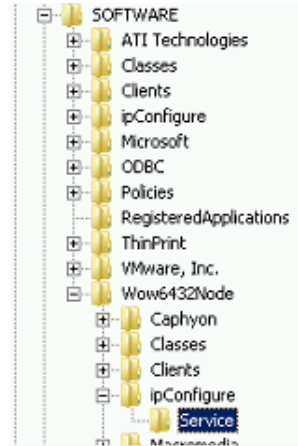 SOFTWARE
ATI Technologies
Classes
Clients
ipConfigure
Microsoft
ODBC
Policies
RegisteredApplications
ThinPrint
VMware, Inc.
Wow6432Node
Caphyon
Classes
Clients
ipConfigure
Service
Macromedia